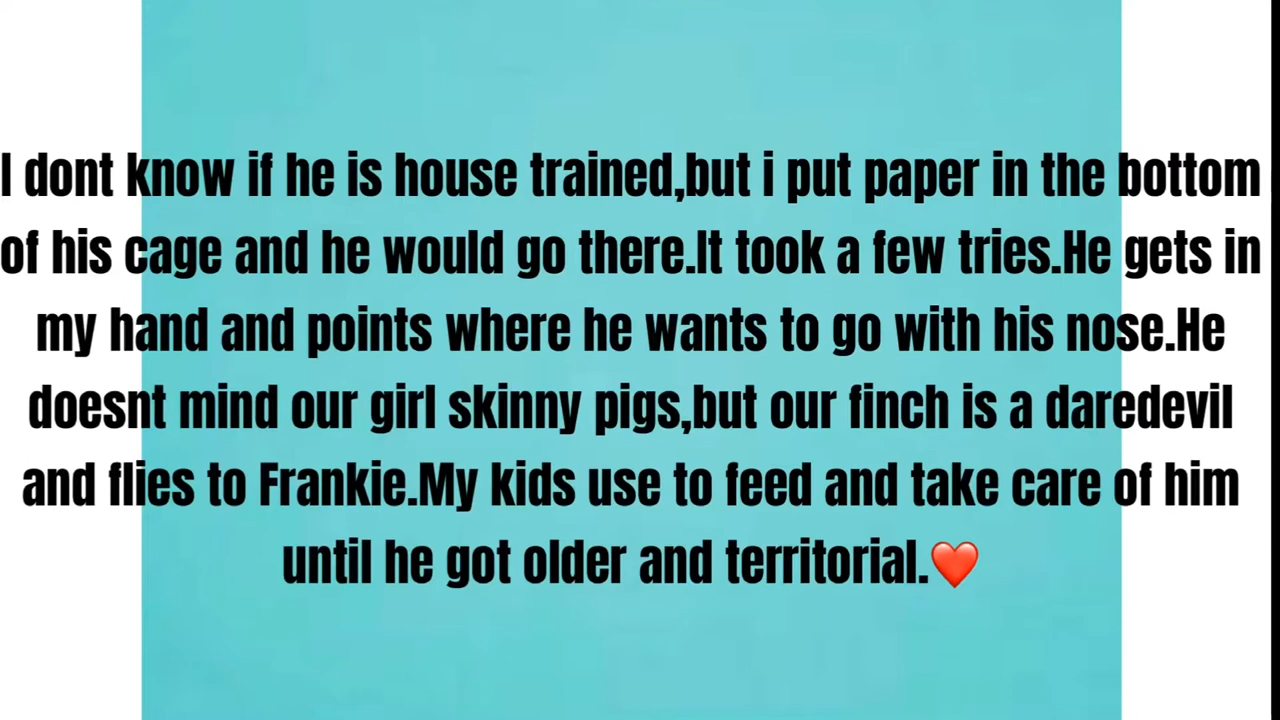 I dont know if he is house trained,but i put paper in the bottom
of his cage and he would go there.It took a few tries.He gets in
my hand and points where he wants to go with his nose.He
doesnt mind our girl skinny pigs,but our finch is a daredevil
and flies to Frankie.My kids use to feed and take care of him
until he got older and territorial.❤️